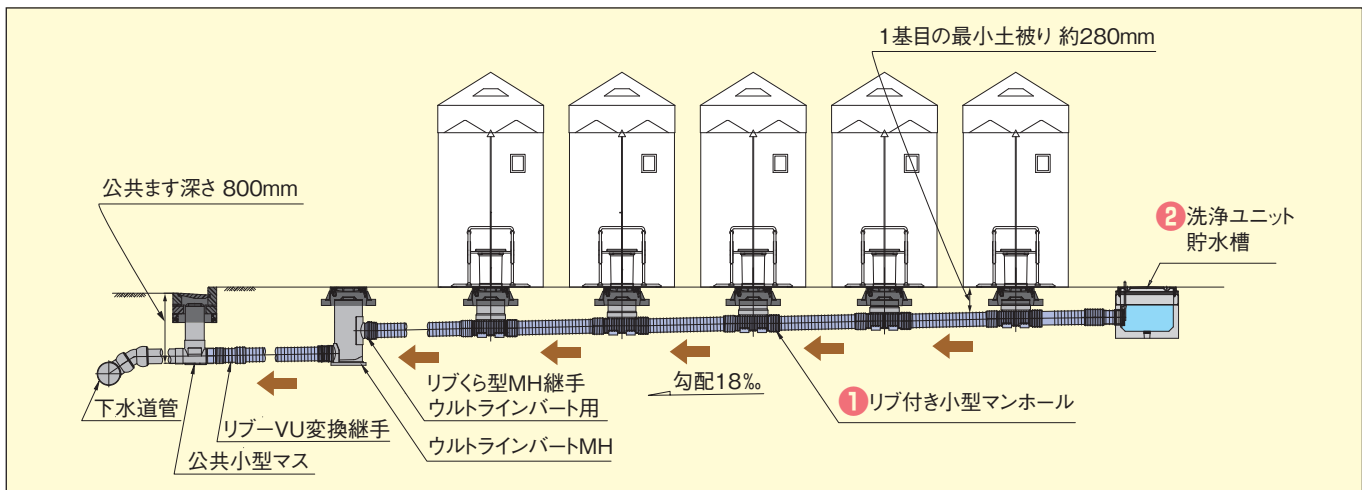 1基目の最小土被り 約280mm
公共ます深さ 800mm
2 洗浄ユニット
貯水槽
下水道管
リブーVU変換継手
公共小型マス
リブくら型MH継手
ウルトラインバート用
ウルトラインバートMH
勾配18‰
1 リブ付き小型マンホール